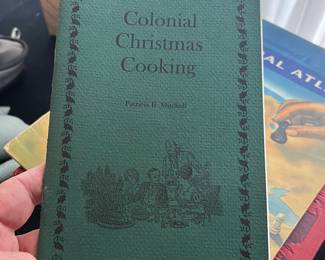 Colonial
Christmas
Cooking
Patricia B. Mitchell
AL ATL